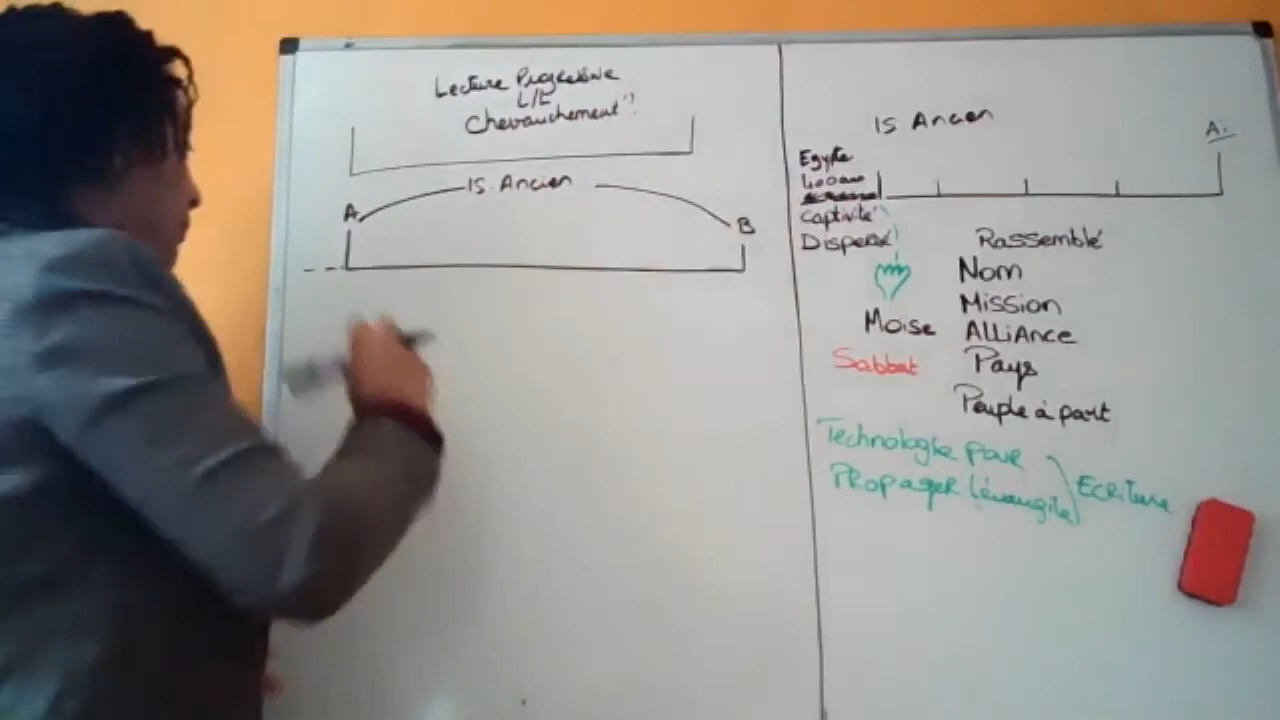 Lecture Progressive
L/L
Chevauchement"?
IS. Ancien
A
B
IS Ancien
A:
Egypte
400ans
Captivité
Dispersé
Rassemblé
Nom
Moise Mission
ALLiAnce
Sabbat Pays
Peuple à part
Technologie pour
PROpager L'évangile
Ecriture